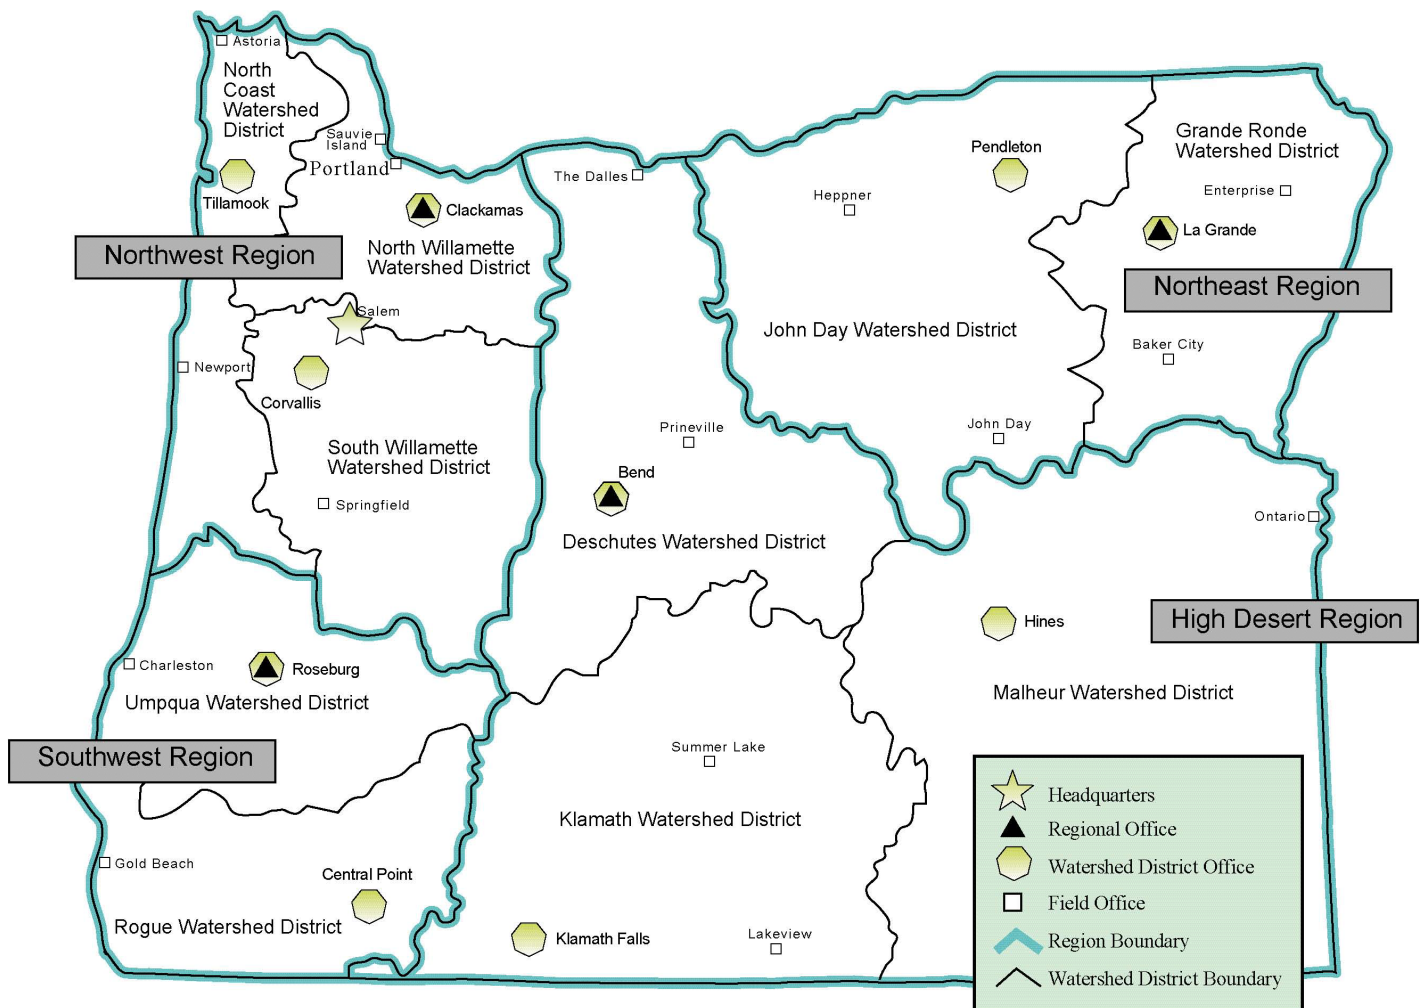 Astoria
North
Coast
Watershed
District
Sauvie
Island
Portland
Tillamook
Clackamas
North Willamette
Watershed District
Northwest Region
Salem
Newport
Corvallis
South Willamette
Watershed District
Springfield
The Dalles
Heppner
Pendleton
Grande Ronde
Watershed District
Enterprise
La Grande
Northeast Region
John Day Watershed District
Baker City
John Day
Prineville
Bend
Deschutes Watershed District
Ontario
High Desert Region
Hines
Malheur Watershed District
Charleston
Roseburg
Umpqua Watershed District
Southwest Region
Summer Lake
Klamath Watershed District
Gold Beach
Central Point
Rogue Watershed District
Klamath Falls
Lakeview
Headquarters
Regional Office
Watershed District Office
Field Office
Region Boundary
Watershed District Boundary